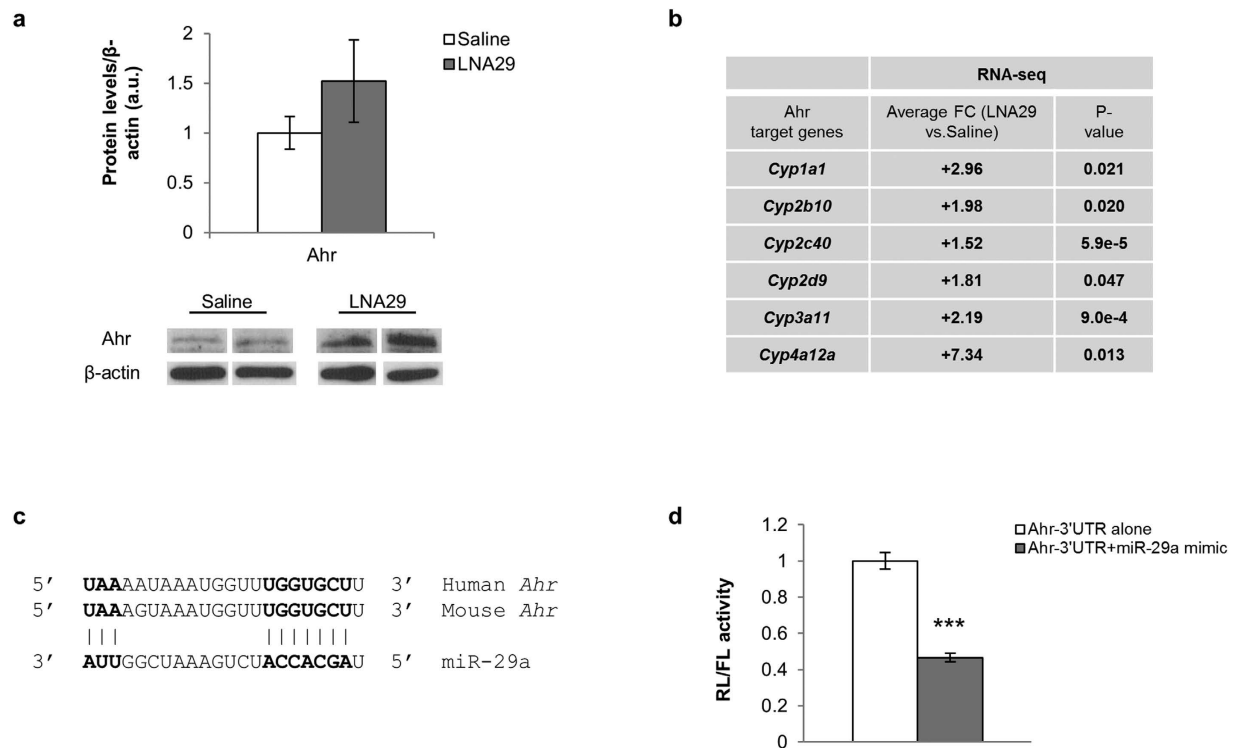 a
2
1.5
1
0.5
0
Protein levels/β-
actin (a.u.)
Saline
LNA29
Ahr
Saline LNA29
Ahr
β-actin
b
RNA-seq
Ahr
target genes
Average FC (LNA29
vs.Saline)
P-
value
Cyp1a1 +2.96 0.021
Cyp2b10 +1.98 0.020
Cyp2c40 +1.52 5.9e-5
Cyp2d9 +1.81 0.047
Cyp3a11 +2.19 9.0e-4
Cyp4a12a +7.34 0.013
c
5′ UAAAAUAAAUGGUUUGGUGCUU 3′ Human Ahr
5′ UAAAGUAAAUGGUUUGGUGCUU 3′ Mouse Ahr
3′ AUUGGCUAAAGUCUACCACGAU 5′ miR-29a
d
1.2
1
0.8
0.6
0.4
0.2
0
RL/FL activity
***
Ahr-3'UTR alone
Ahr-3'UTR+miR-29a mimic